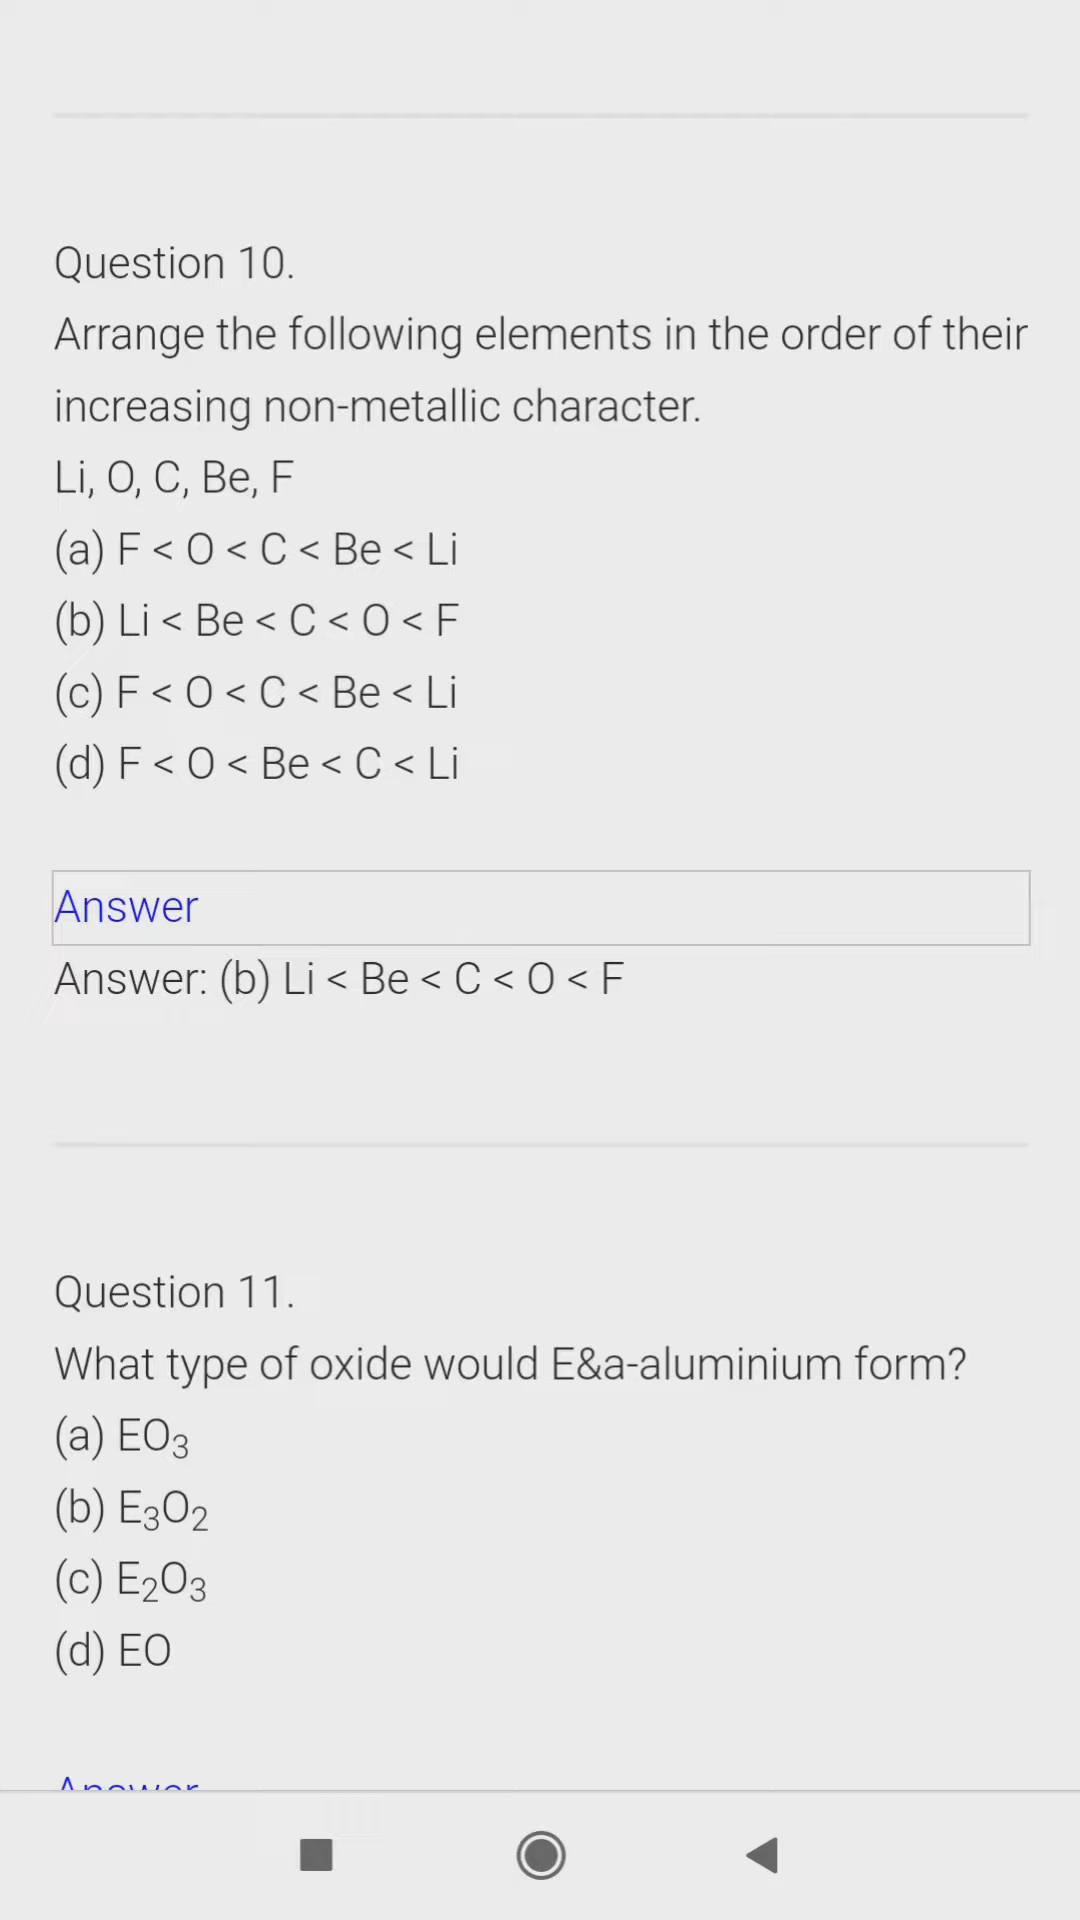 Question 10.
Arrange the following elements in the order of their
increasing non-metallic character.
Li, O, C, Be, F
(a) F < O < C < Be < Li
(b) Li < Be < C < O < F
(c) F < O < C < Be < Li
(d) F < O < Be < C < Li
Answer
Answer: (b) Li < Be < C < O < F
Question 11.
What type of oxide would E&a-aluminium form?
(a) EO₃
(b) E₃O₂
(c) E₂O₃
(d) EO
Answer